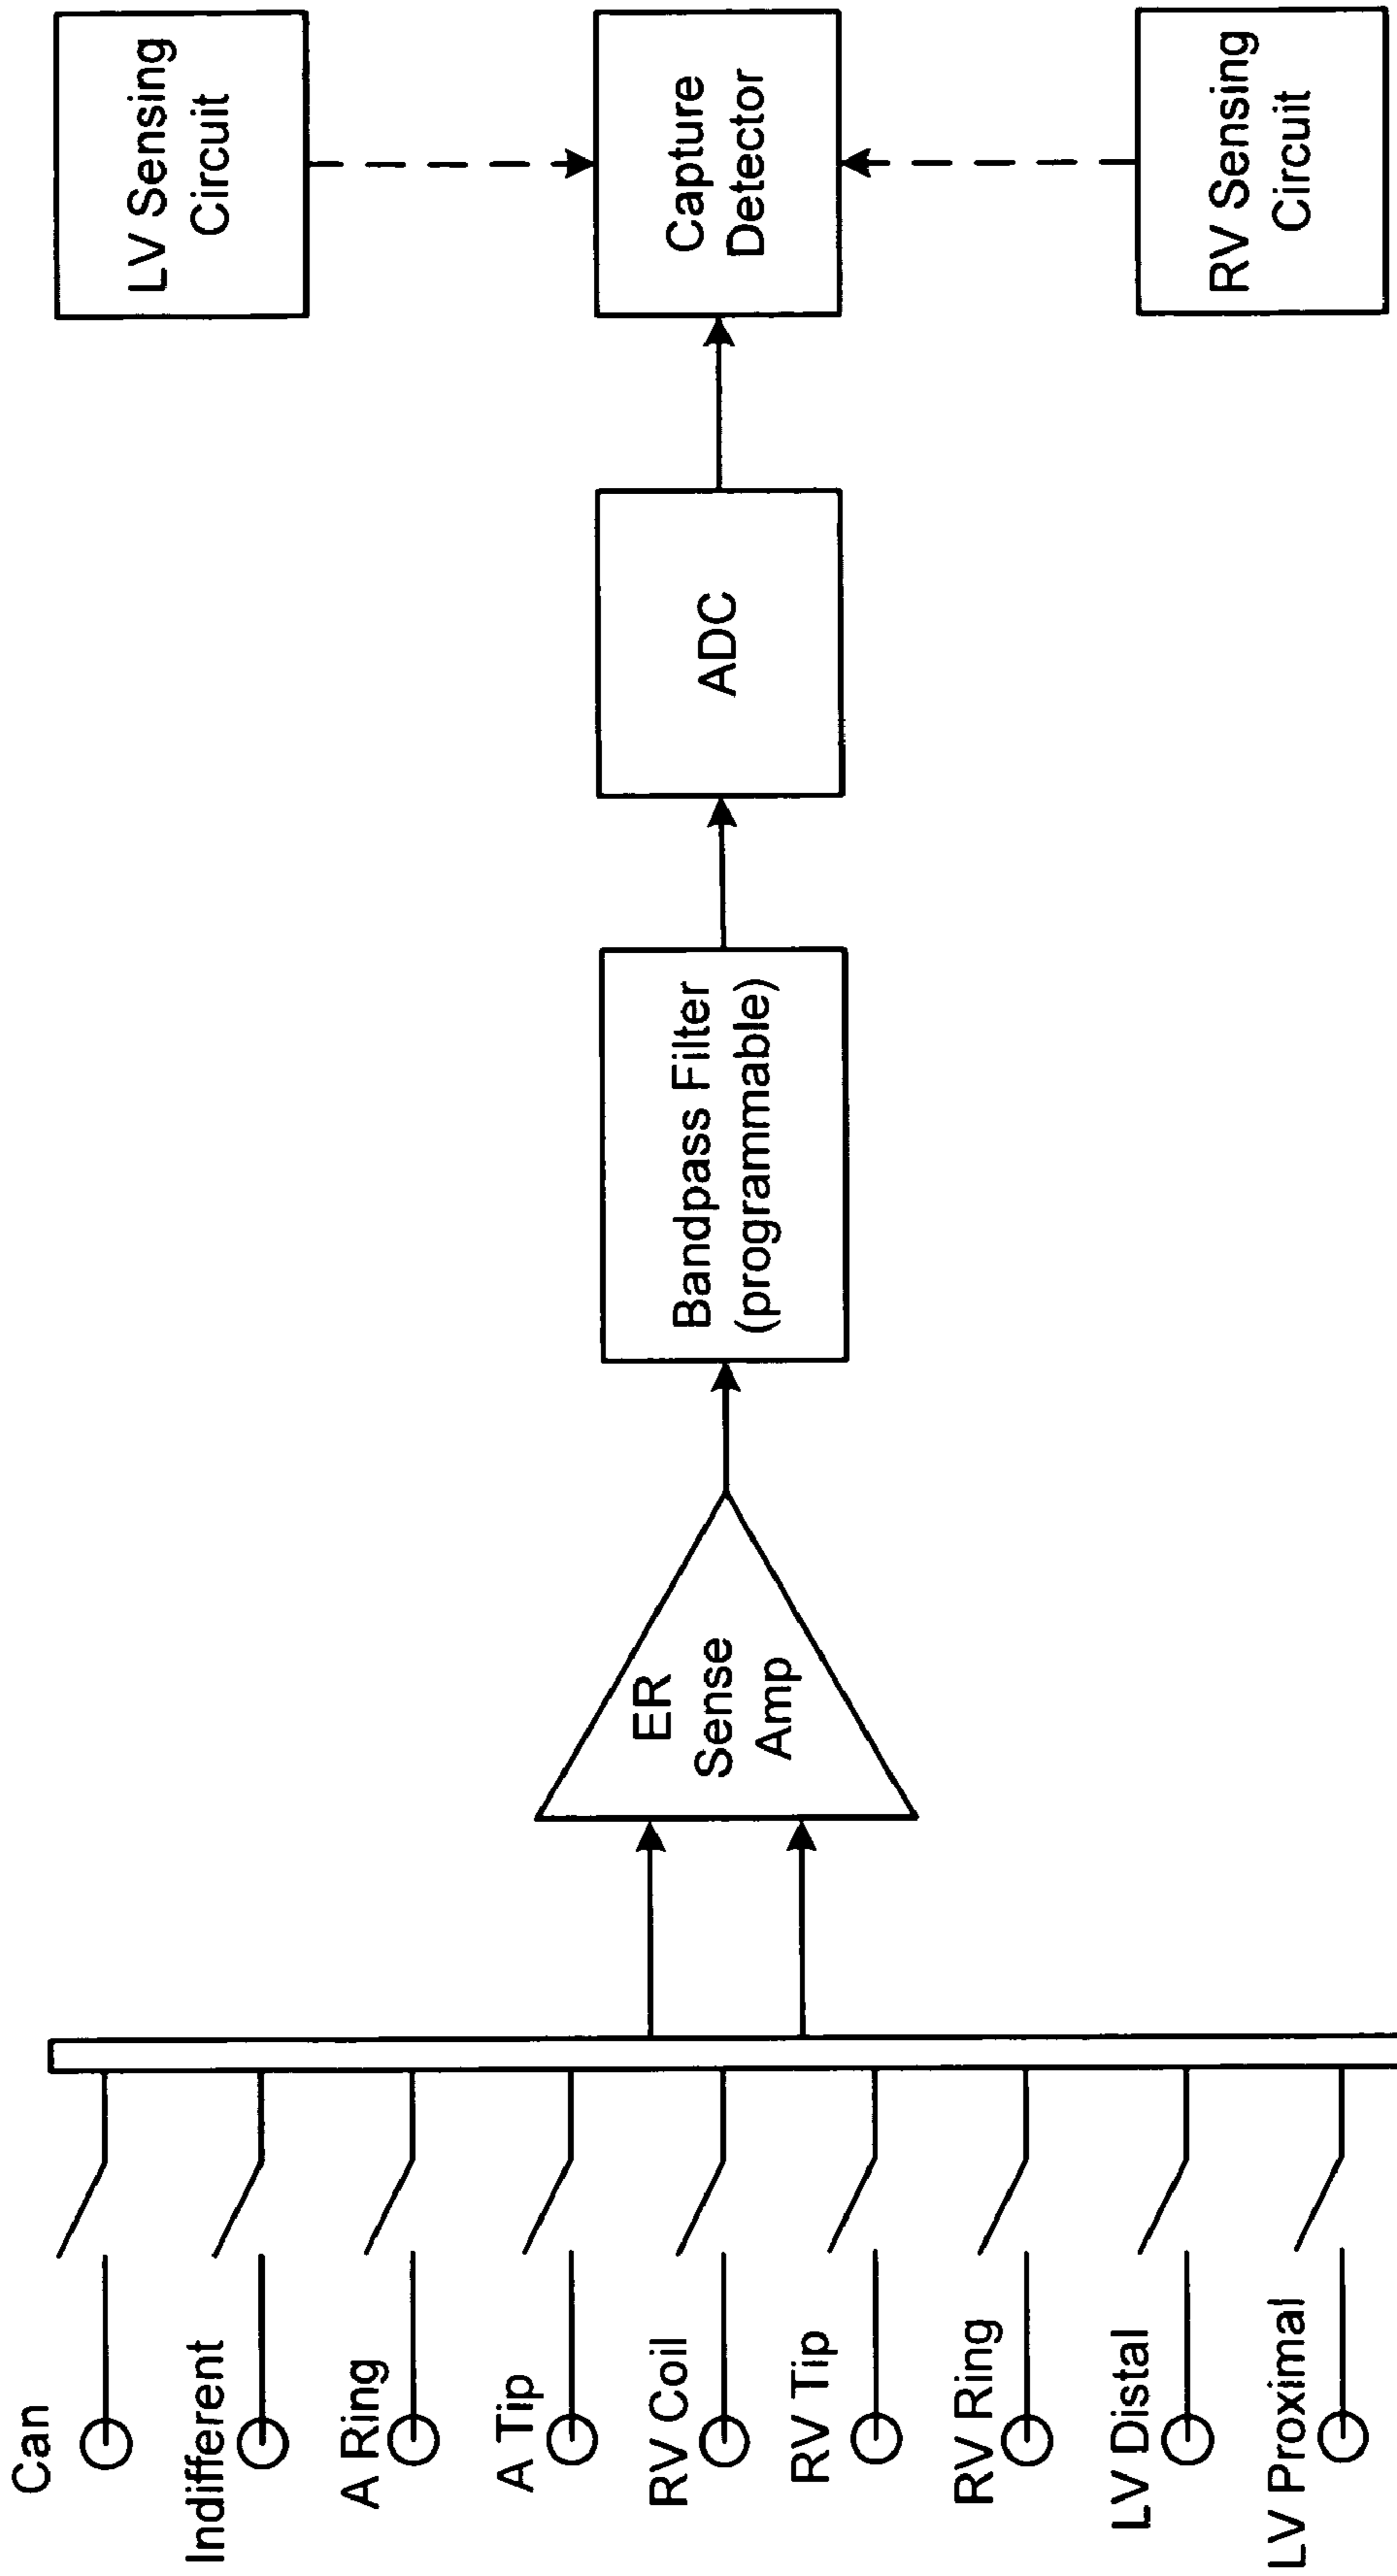 Can
Indifferent
A Ring
A Tip
RV Coil
RV Tip
RV Ring
LV Distal
LV Proximal
ER
Sense
Amp
Bandpass Filter
(programmable)
ADC
LV Sensing
Circuit
Capture
Detector
RV Sensing
Circuit